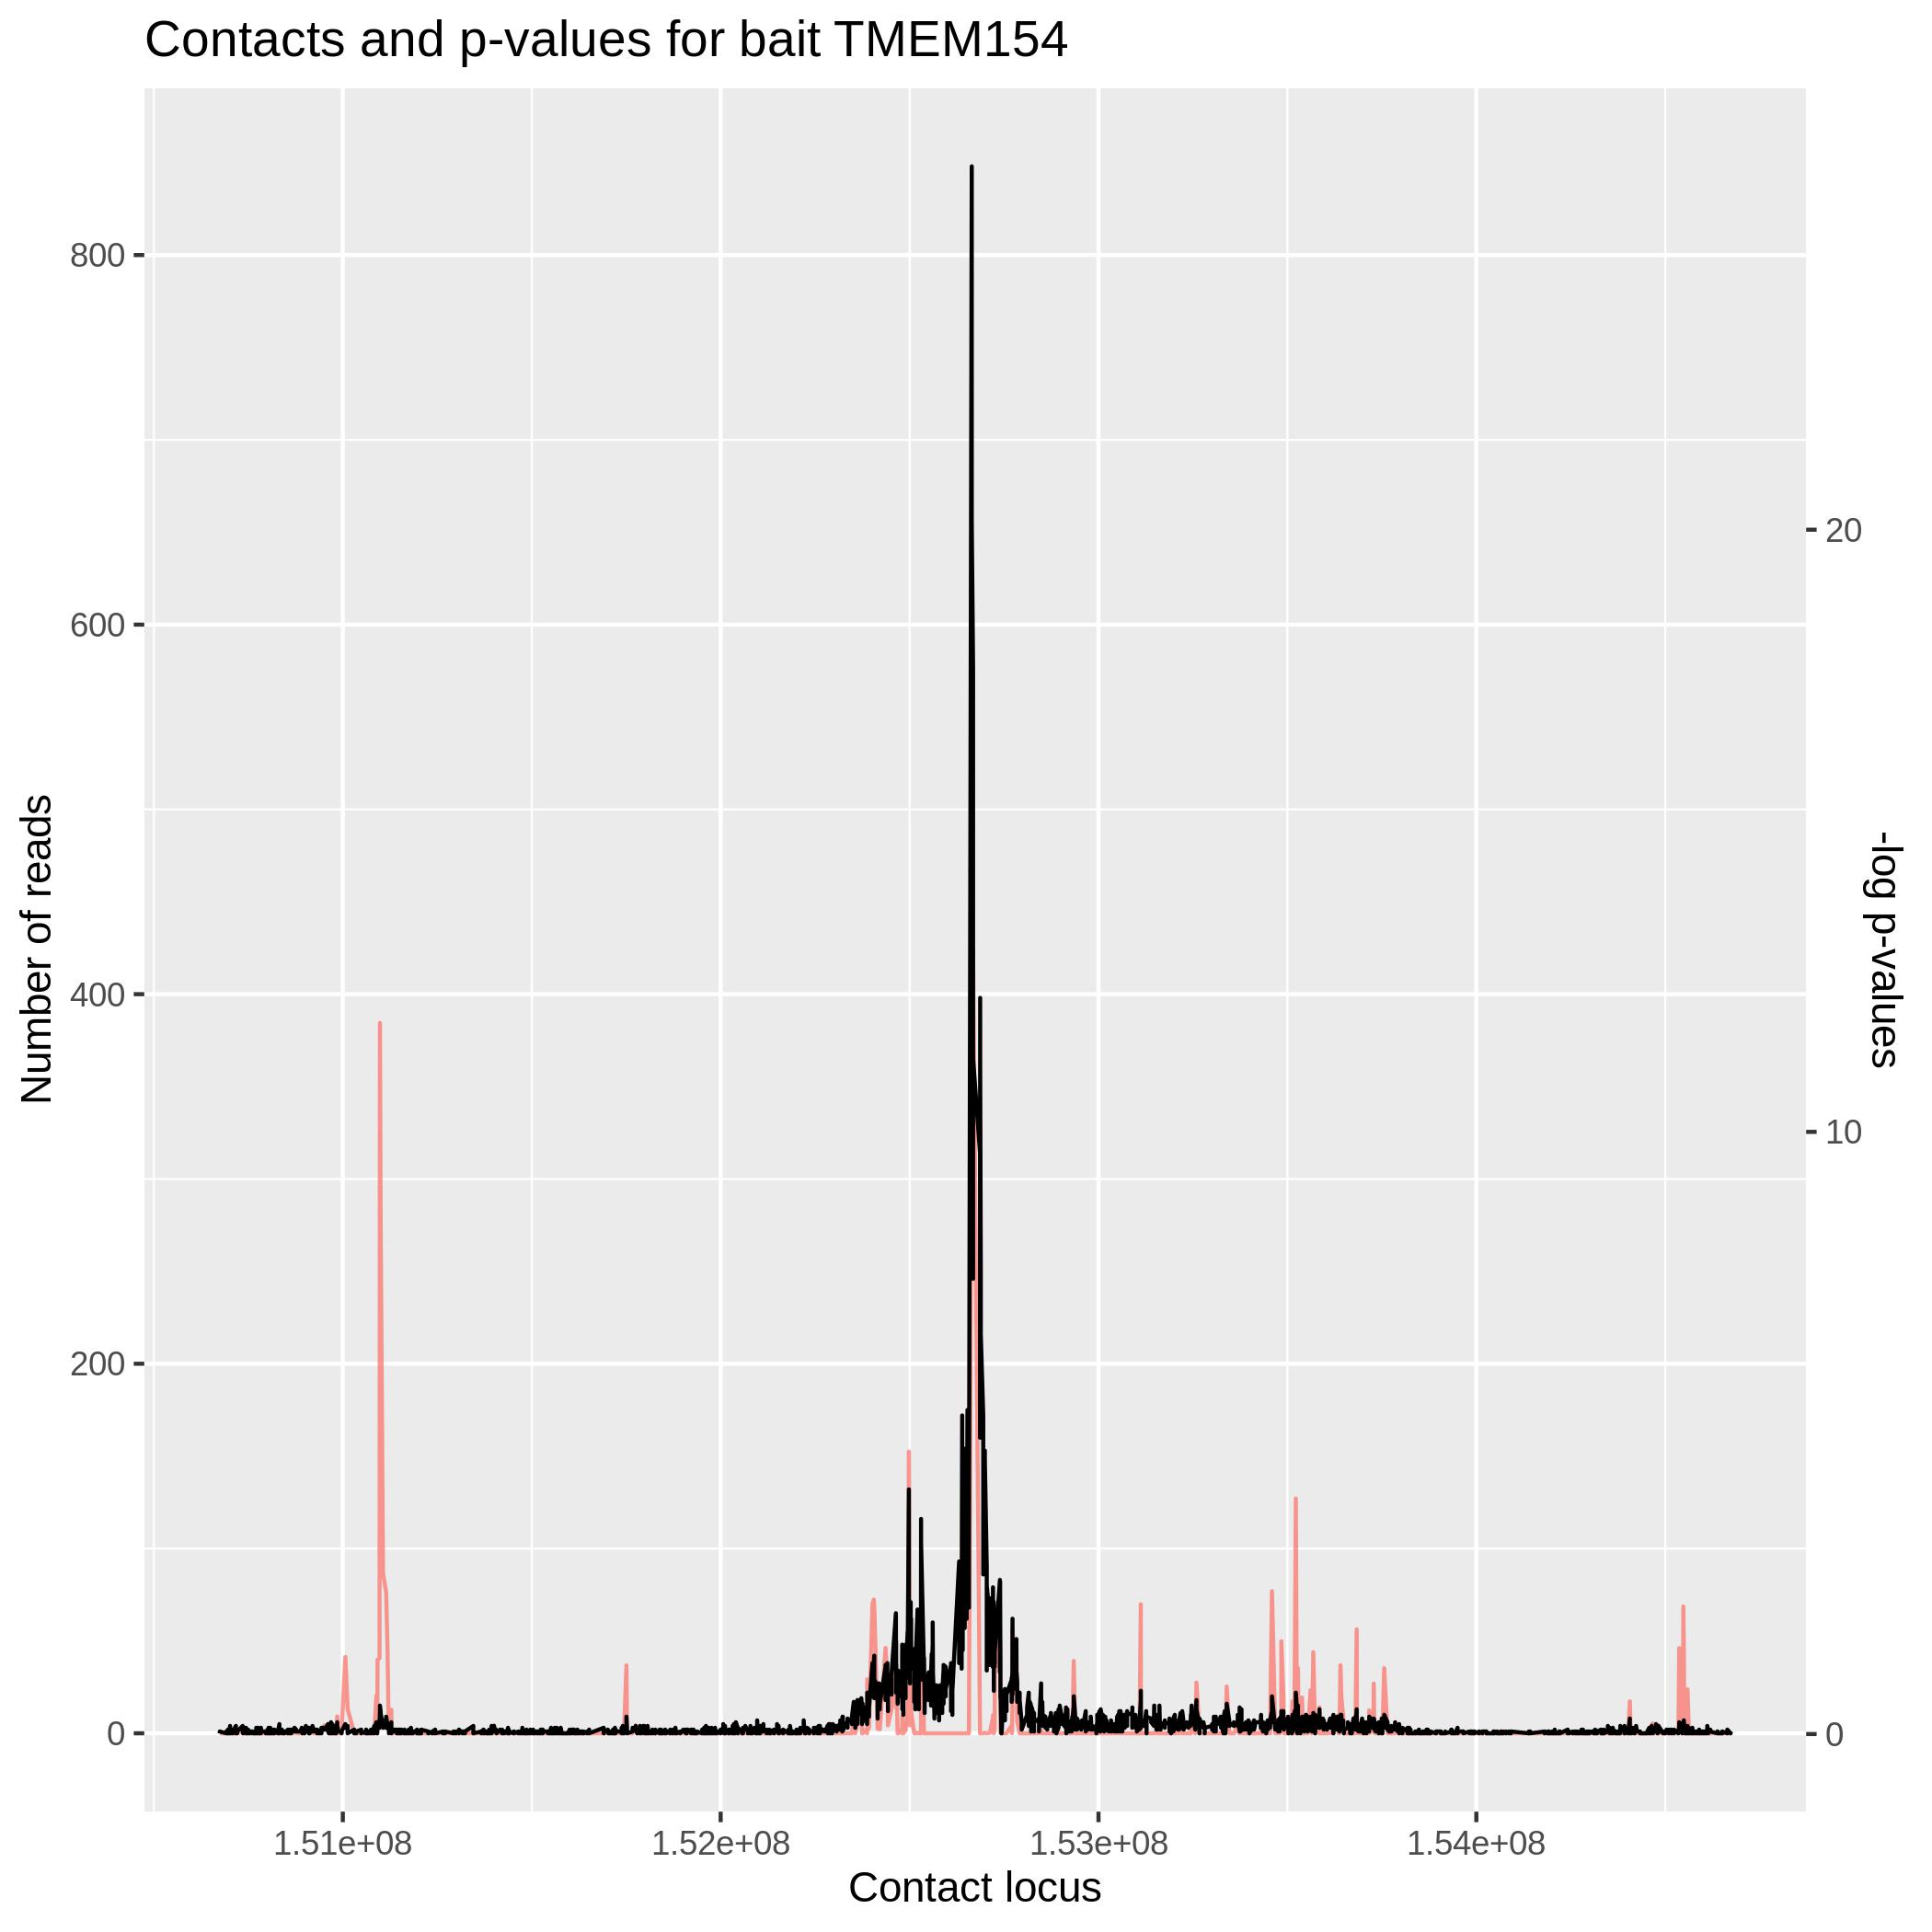 Contacts and p-values for bait TMEM154
Number of reads
800
600
400
200
0
20
10
0
-log p-values
1.51e+08 1.52e+08 1.53e+08 1.54e+08
Contact locus